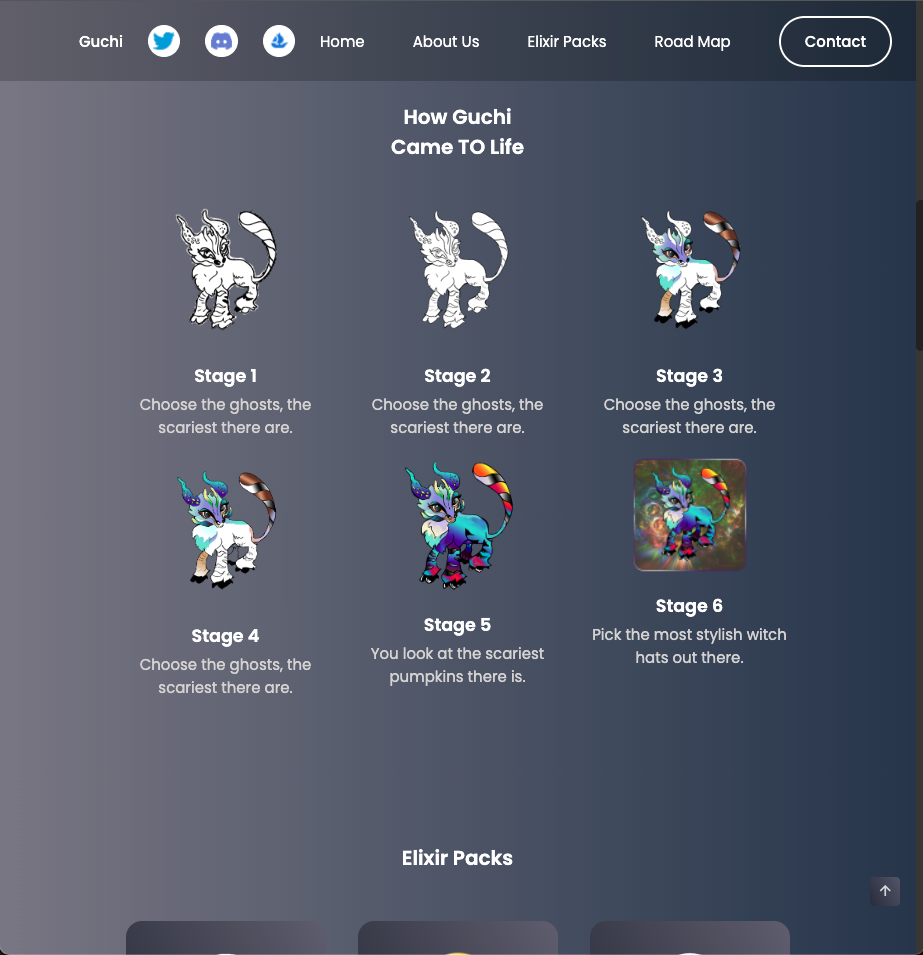 Guchi
Home
About Us
Elixir Packs
Road Map
Contact
How Guchi
Came TO Life
Stage 1
Choose the ghosts, the
scariest there are.
Stage 2
Choose the ghosts, the
scariest there are.
Stage 3
Choose the ghosts, the
scariest there are.
Stage 4
Choose the ghosts, the
scariest there are.
Stage 5
You look at the scariest
pumpkins there is.
Stage 6
Pick the most stylish witch
hats out there.
Elixir Packs